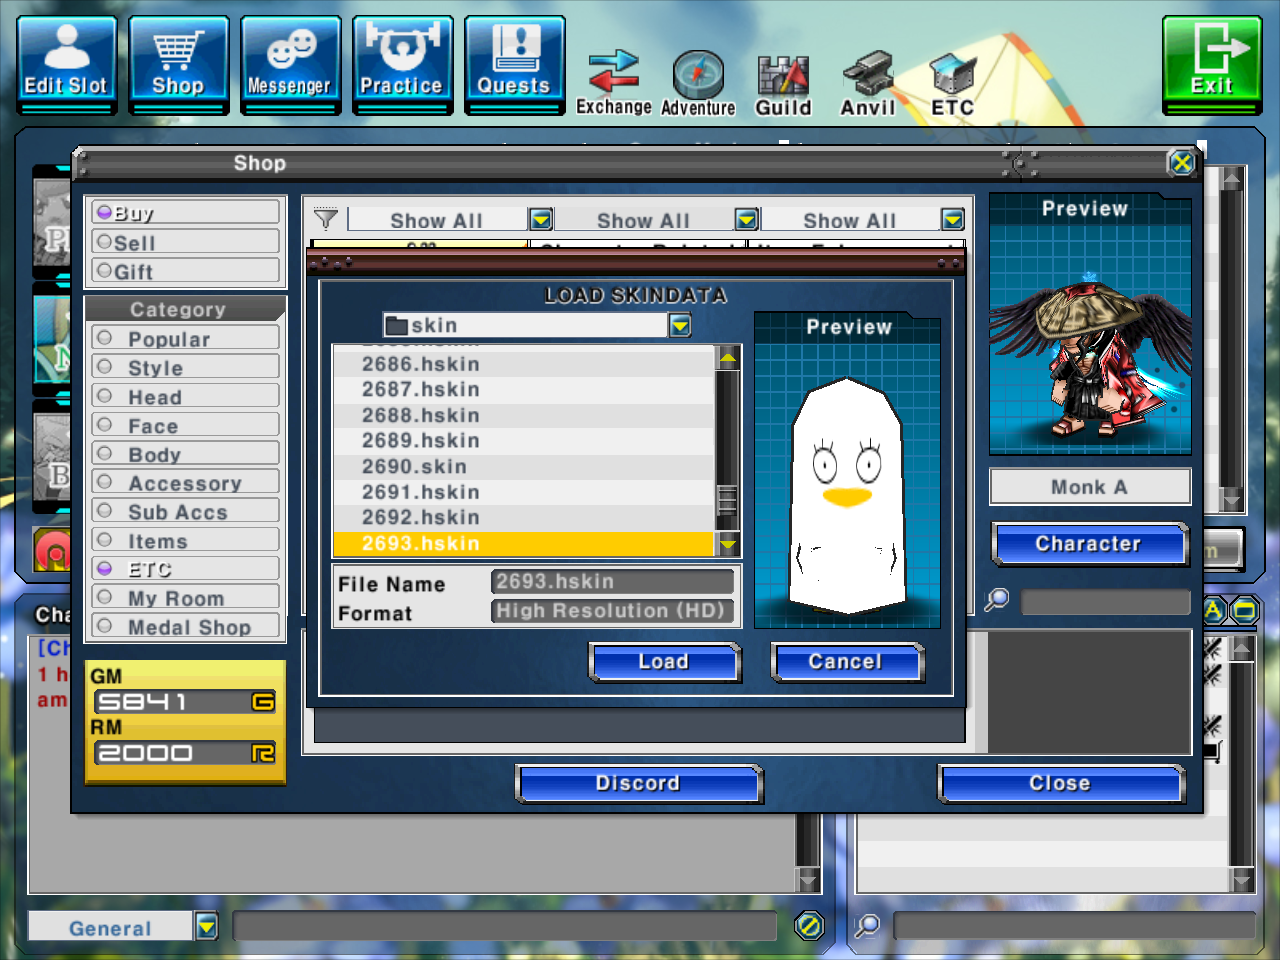 Edit Slot
Shop
Messenger
Practice
Quests
Exchange
Adventure
Guild
Anvil
ETC
Exit
Shop
Buy
Sell
Gift
Category
Popular
Style
Head
Face
Body
Accessory
Sub Accs
Items
ETC
My Room
Medal Shop
GM
5841 G
RM
2000 R
Show All
Show All
Show All
LOAD SKINDATA
skin
2686.hskin
2687.hskin
2688.hskin
2689.hskin
2690.skin
2691.hskin
2692.hskin
2693.hskin
File Name
2693.hskin
Format
High Resolution (HD)
Preview
Load
Cancel
Preview
Monk A
Character
Discord
Close
Cha
[Ch
1 h
am
General